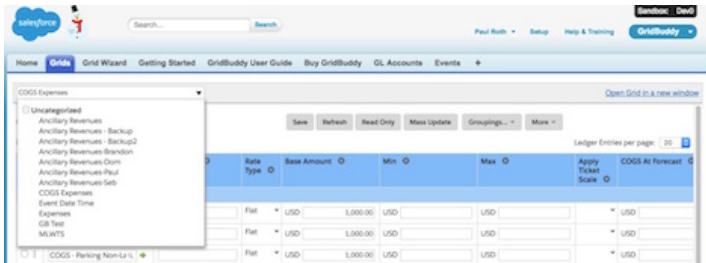 Sandbox: Dev0
salesforce
Search...
Search
Paul Roth
Setup
Help & Training
GridBuddy
Home
Grids
Grid Wizard
Getting Started
GridBuddy User Guide
Buy GridBuddy
GL Accounts
Events
+
COGS Expenses
Open Grid in a new window
Uncategorized
Ancillary Revenues
Ancillary Revenues - Backup
Ancillary Revenues - Backup2
Ancillary Revenues-Brandon
Ancillary Revenues-Dom
Ancillary Revenues-Paul
Ancillary Revenues-Seb
COGS Expenses
Event Date Time
Expenses
GB Test
MLWTS
Save
Refresh
Read Only
Mass Update
Groupings...
More
Ledger Entries per page: 20
Rate Type
Base Amount
Min
Max
Apply Ticket Scale
COGS At Forecast
Flat USD 1,000.00 USD USD USD
Flat USD 1,000.00 USD USD USD
COGS - Parking Non-La
Flat USD 1,000.00 USD USD USD